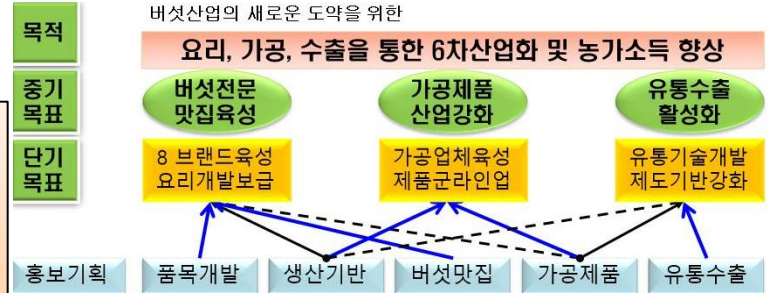 목적
버섯산업의 새로운 도약을 위한
요리, 가공, 수출을 통한 6차산업화 및 농가소득 향상
중기
목표
버섯전문
맛집육성
가공제품
산업강화
유통수출
활성화
단기
목표
8 브랜드육성
요리개발보급
가공업체육성
제품군라인업
유통기술개발
제도기반강화
홍보기획
품목개발
생산기반
버섯맛집
가공제품
유통수출